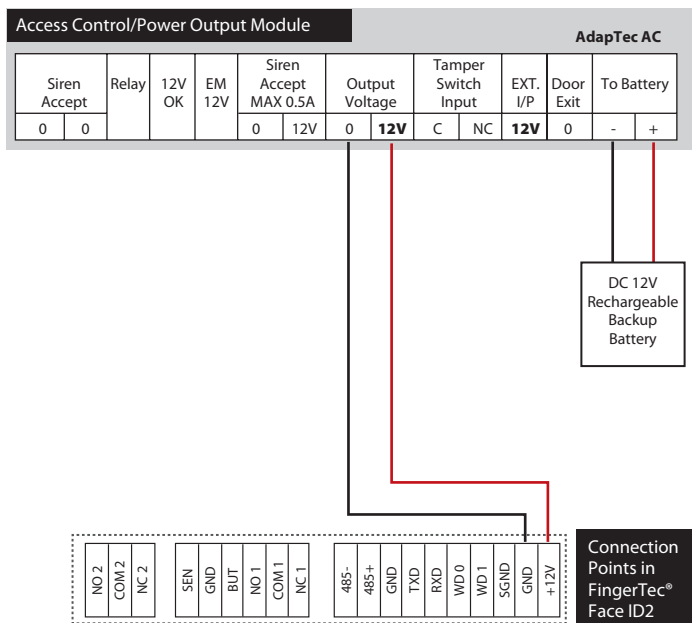 Access Control/Power Output Module
AdapTec AC
Siren Accept
Relay
12V OK
EM 12V
Siren Accept MAX 0.5A
Output Voltage
Tamper Switch Input
EXT. I/P
Door Exit
To Battery
0 0 0 12V 0 12V C NC 12V 0 - +
DC 12V
Rechargeable
Backup
Battery
NO 2
COM 2
NC 2
SEN
GND
BUT
NO 1
COM 1
NC 1
485-
485+
GND
TXD
RXD
WD 0
WD 1
SGND
GND
+12V
Connection
Points in
FingerTec®
Face ID2